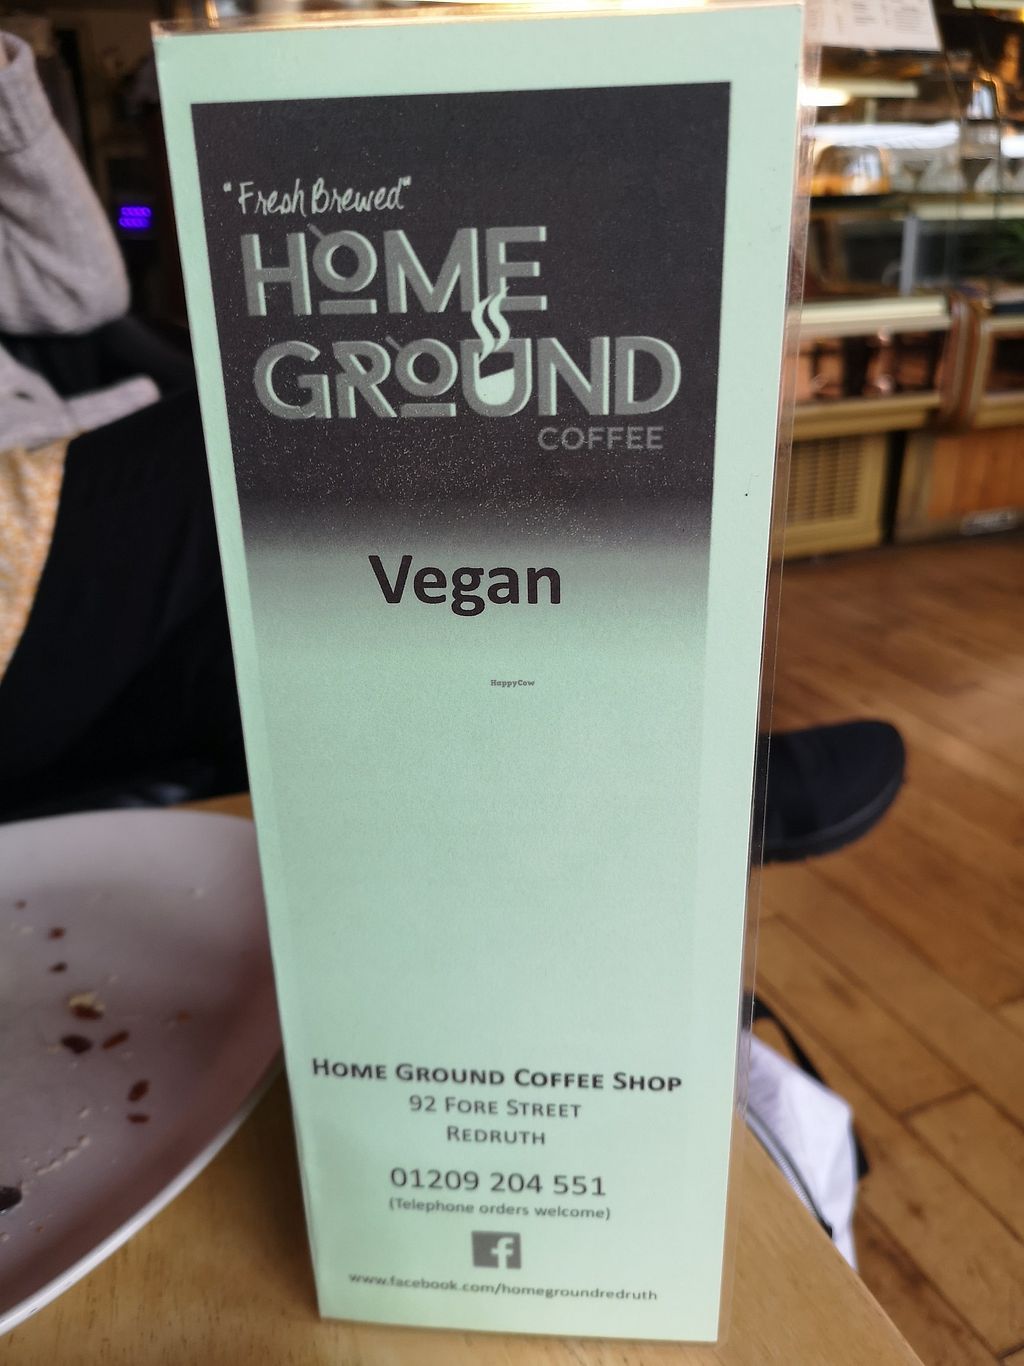 "Fresh Brewed"
HOME
GROUND
COFFEE
Vegan
HappyCow
HOME GROUND COFFEE SHOP
92 FORE STREET
REDRUTH
01209 204 551
(Telephone orders welcome)
f
www.facebook.com/homegroundredruth